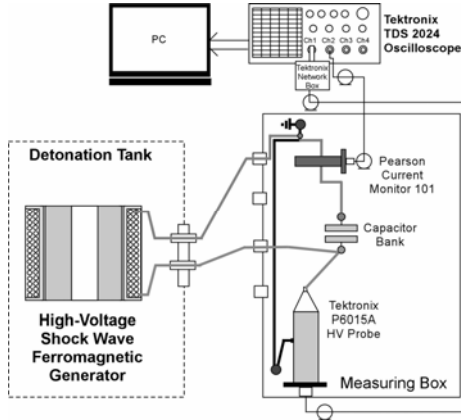 PC
Tektronix
TDS 2024
Oscilloscope
Ch1 Ch2 Ch3 Ch4
Tektronix
Network
Box
Detonation Tank
Pearson
Current
Monitor 101
Capacitor
Bank
High-Voltage
Shock Wave
Ferromagnetic
Generator
Tektronix
P6015A
HV Probe
Measuring Box